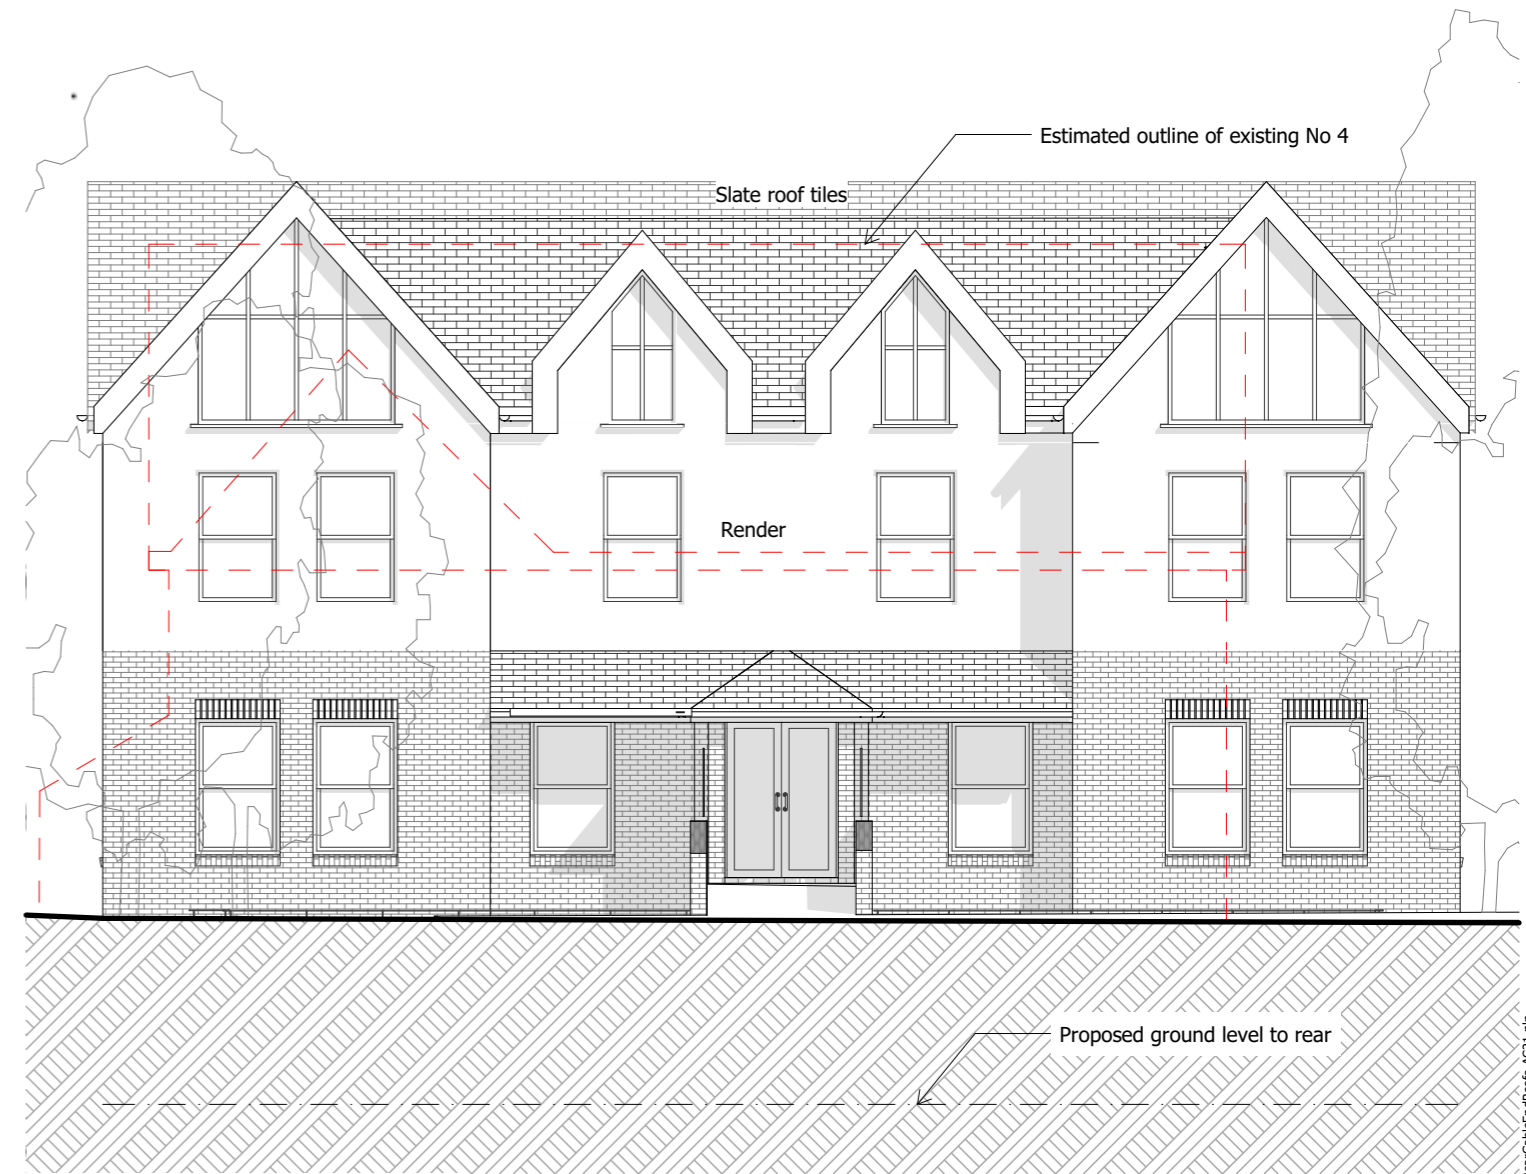 Estimated outline of existing No 4
Slate roof tiles
Render
Proposed ground level to rear